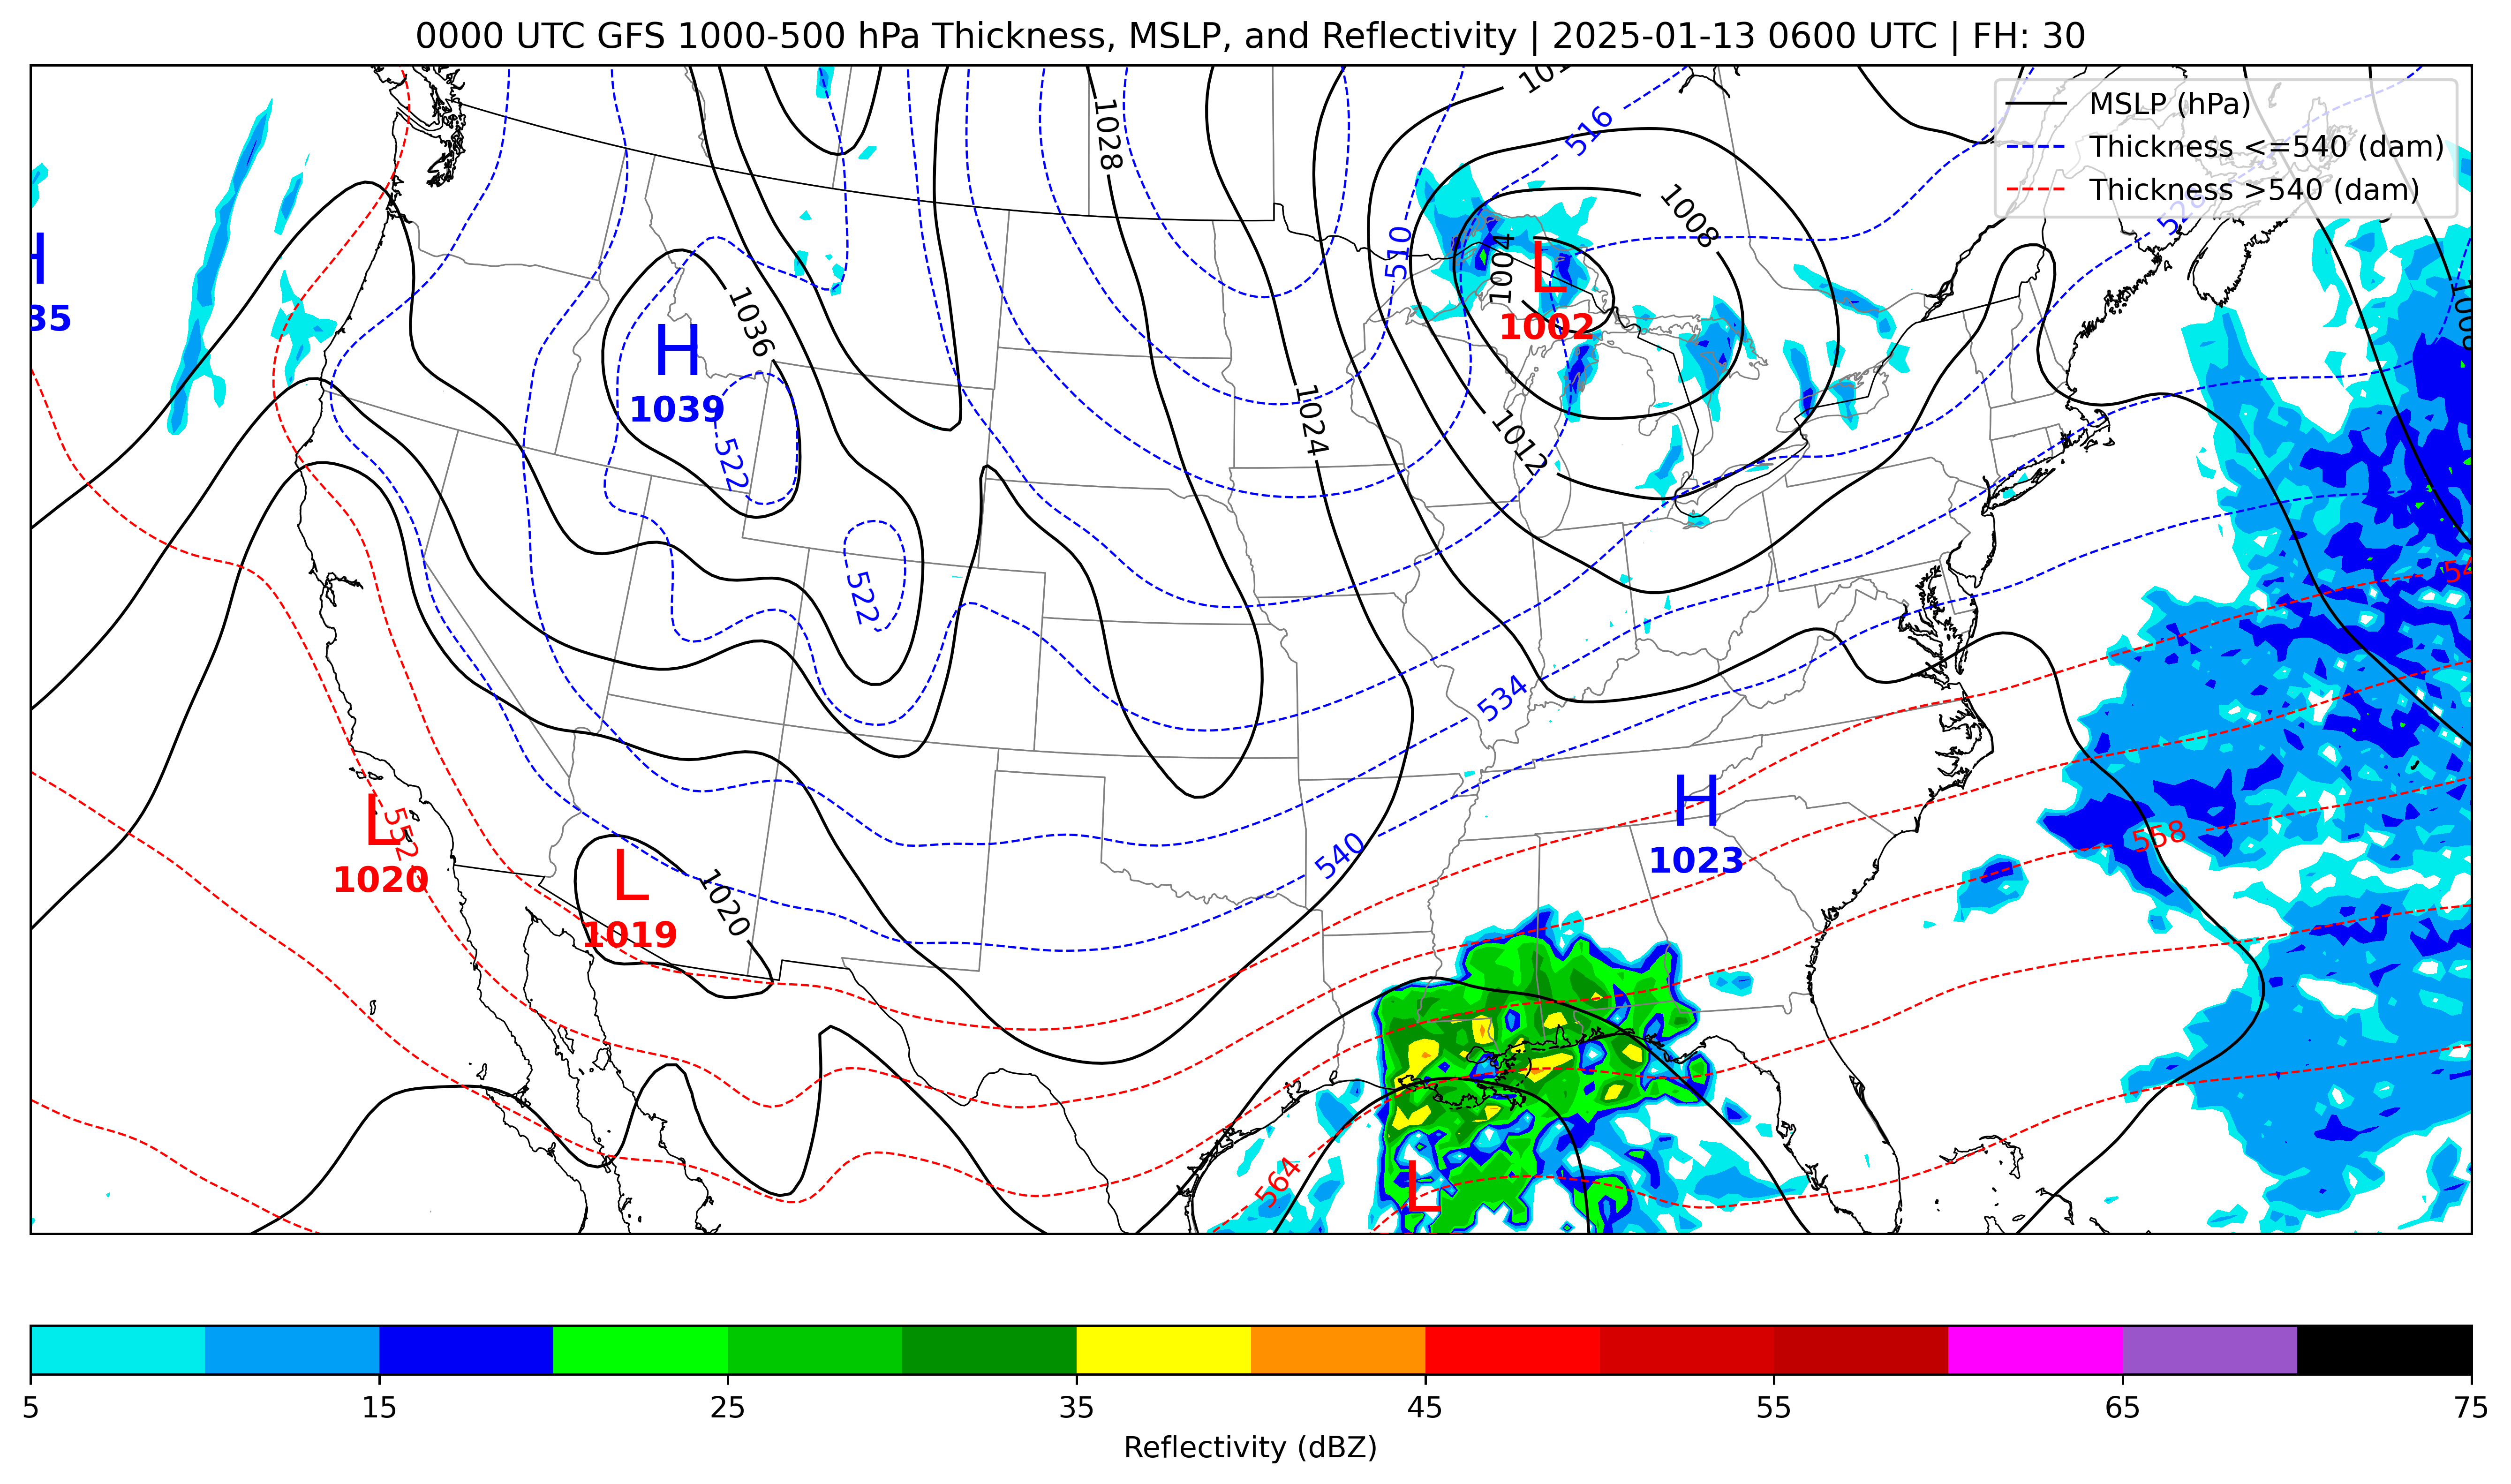 0000 UTC GFS 1000-500 hPa Thickness, MSLP, and Reflectivity | 2025-01-13 0600 UTC | FH: 30
MSLP (hPa)
Thickness <=540 (dam)
Thickness >540 (dam)
1028
516
1008
510
1004
L
1002
H
35
1036
H
1039
522
1024
1012
522
534
540
H
1023
558
L
1020
552
L
1019
1020
564
L
5 15 25 35 45 55 65 75
Reflectivity (dBZ)